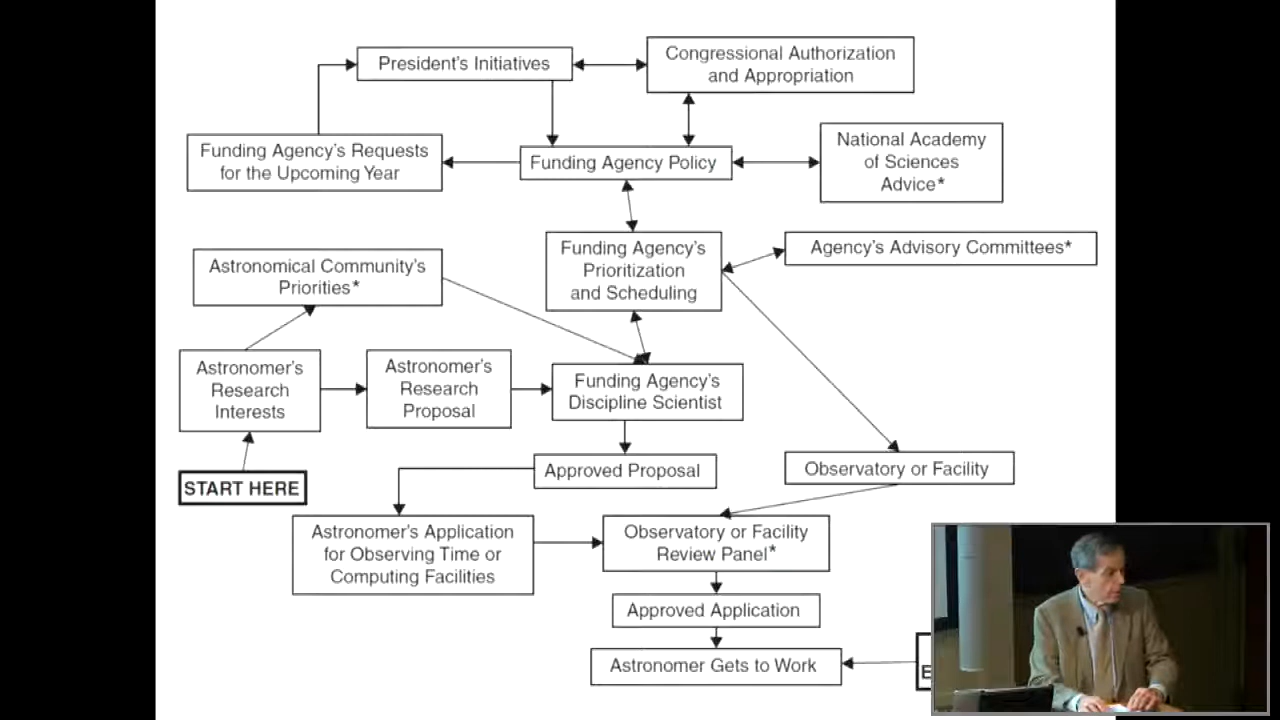 President's Initiatives
Congressional Authorization
and Appropriation
Funding Agency's Requests
for the Upcoming Year
Funding Agency Policy
National Academy
of Sciences
Advice*
Funding Agency's
Prioritization
and Scheduling
Agency's Advisory Committees*
Astronomical Community's
Priorities*
Astronomer's
Research
Interests
Astronomer's
Research
Proposal
Funding Agency's
Discipline Scientist
START HERE
Approved Proposal
Observatory or Facility
Astronomer's Application
for Observing Time or
Computing Facilities
Observatory or Facility
Review Panel*
Approved Application
Astronomer Gets to Work